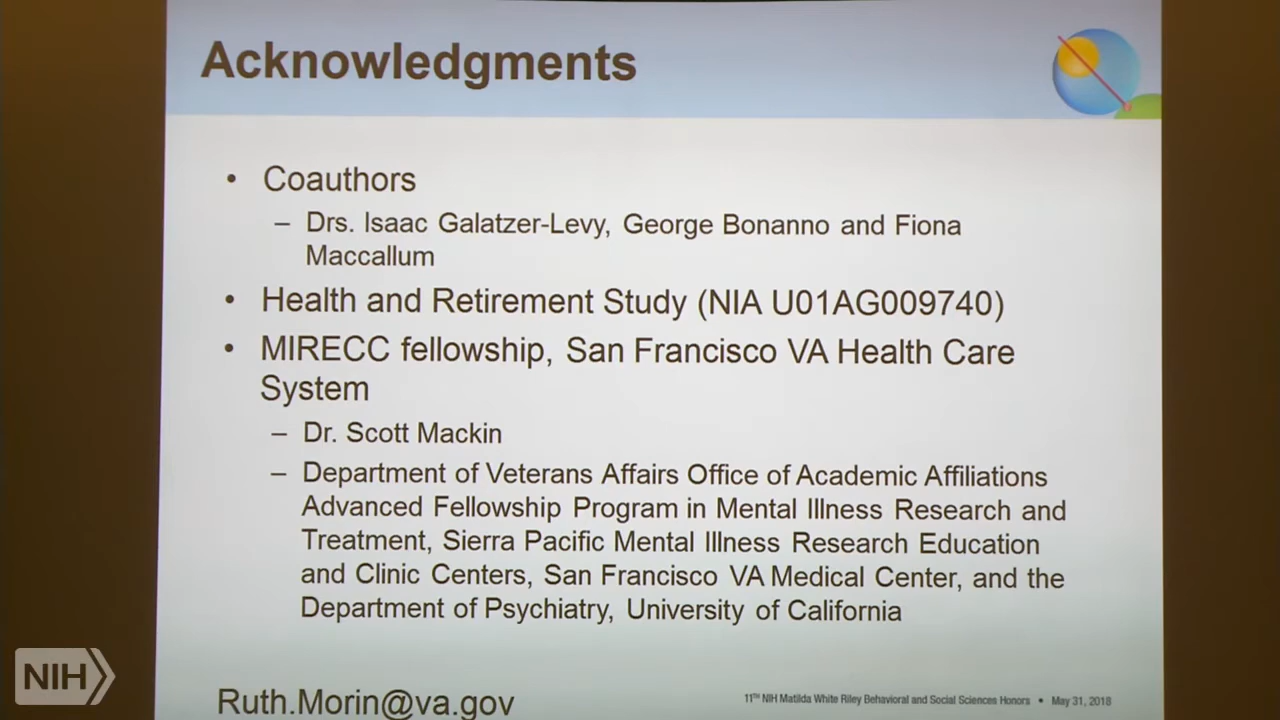 Acknowledgments
• Coauthors
– Drs. Isaac Galatzer-Levy, George Bonanno and Fiona
Maccallum
• Health and Retirement Study (NIA U01AG009740)
• MIRECC fellowship, San Francisco VA Health Care
System
– Dr. Scott Mackin
– Department of Veterans Affairs Office of Academic Affiliations
Advanced Fellowship Program in Mental Illness Research and
Treatment, Sierra Pacific Mental Illness Research Education
and Clinic Centers, San Francisco VA Medical Center, and the
Department of Psychiatry, University of California
NIH
Ruth.Morin@va.gov
11TH NIH Matilda White Riley Behavioral and Social Sciences Honors • May 31, 2018